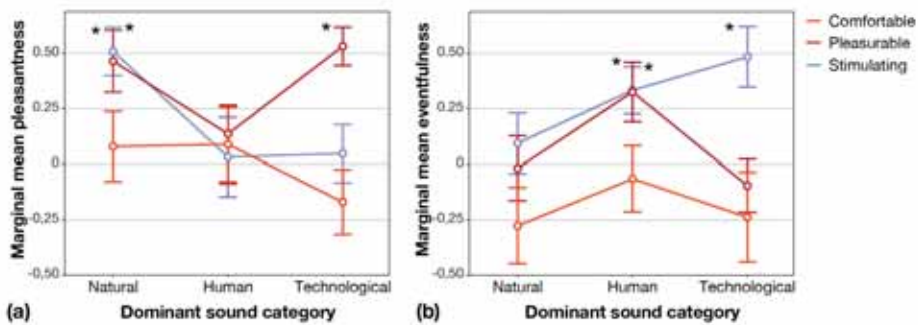 Marginal mean pleasantness
0.50
0.25
0
-0.25
-0.50
* * *
Natural Human Technological
(a) Dominant sound category
Marginal mean eventfulness
0.50
0.25
0
-0.25
-0.50
* * *
Natural Human Technological
(b) Dominant sound category
Comfortable
Pleasurable
Stimulating